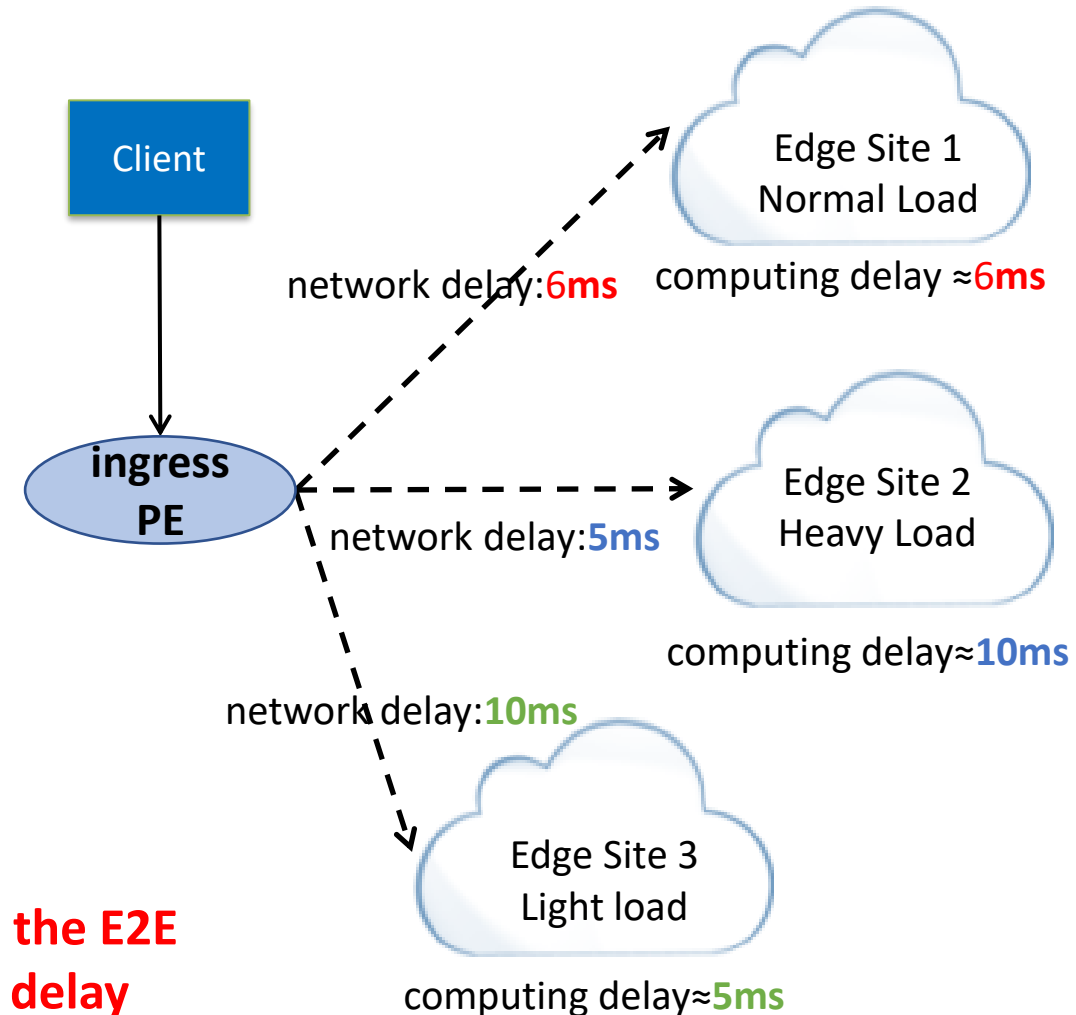 Client
Edge Site 1
Normal Load
network delay:6ms
computing delay ≈6ms
ingress
PE
Edge Site 2
Heavy Load
network delay:5ms
computing delay≈10ms
network delay:10ms
Edge Site 3
Light load
the E2E
delay
computing delay≈5ms